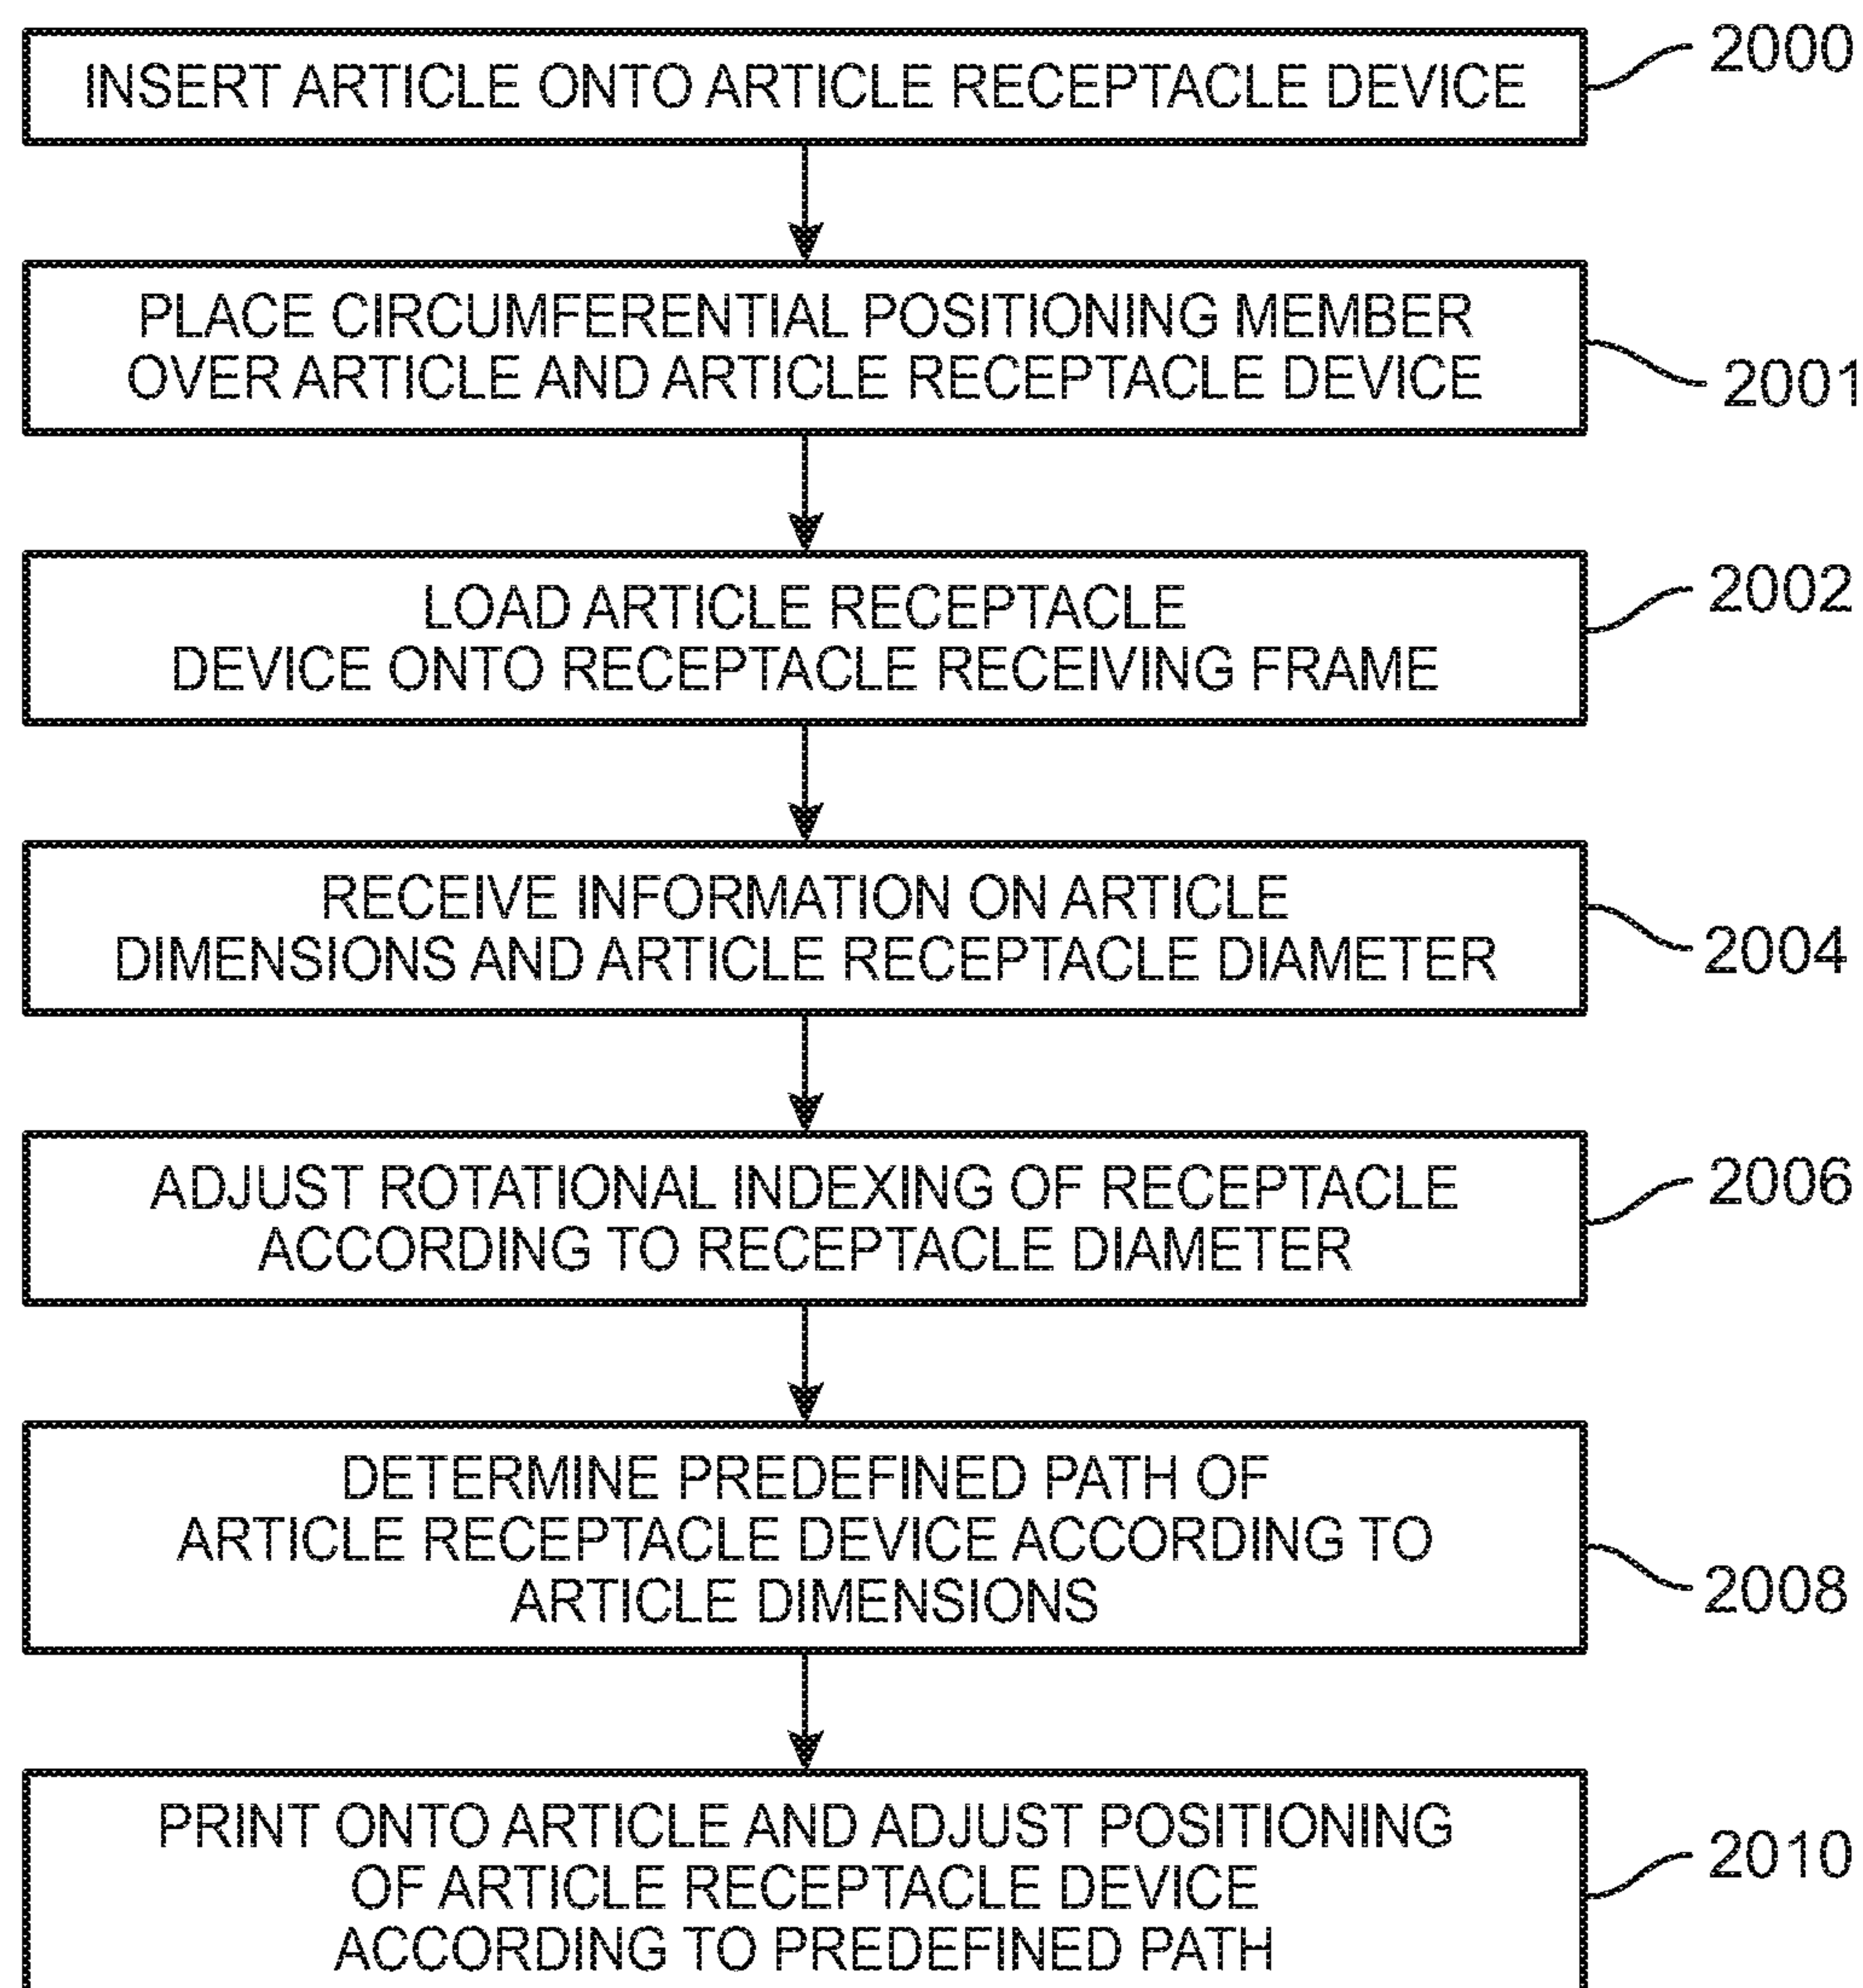 INSERT ARTICLE ONTO ARTICLE RECEPTACLE DEVICE
2000
PLACE CIRCUMFERENTIAL POSITIONING MEMBER
OVER ARTICLE AND ARTICLE RECEPTACLE DEVICE
2001
LOAD ARTICLE RECEPTACLE
DEVICE ONTO RECEPTACLE RECEIVING FRAME
2002
RECEIVE INFORMATION ON ARTICLE
DIMENSIONS AND ARTICLE RECEPTACLE DIAMETER
2004
ADJUST ROTATIONAL INDEXING OF RECEPTACLE
ACCORDING TO RECEPTACLE DIAMETER
2006
DETERMINE PREDEFINED PATH OF
ARTICLE RECEPTACLE DEVICE ACCORDING TO
ARTICLE DIMENSIONS
2008
PRINT ONTO ARTICLE AND ADJUST POSITIONING
OF ARTICLE RECEPTACLE DEVICE
ACCORDING TO PREDEFINED PATH
2010